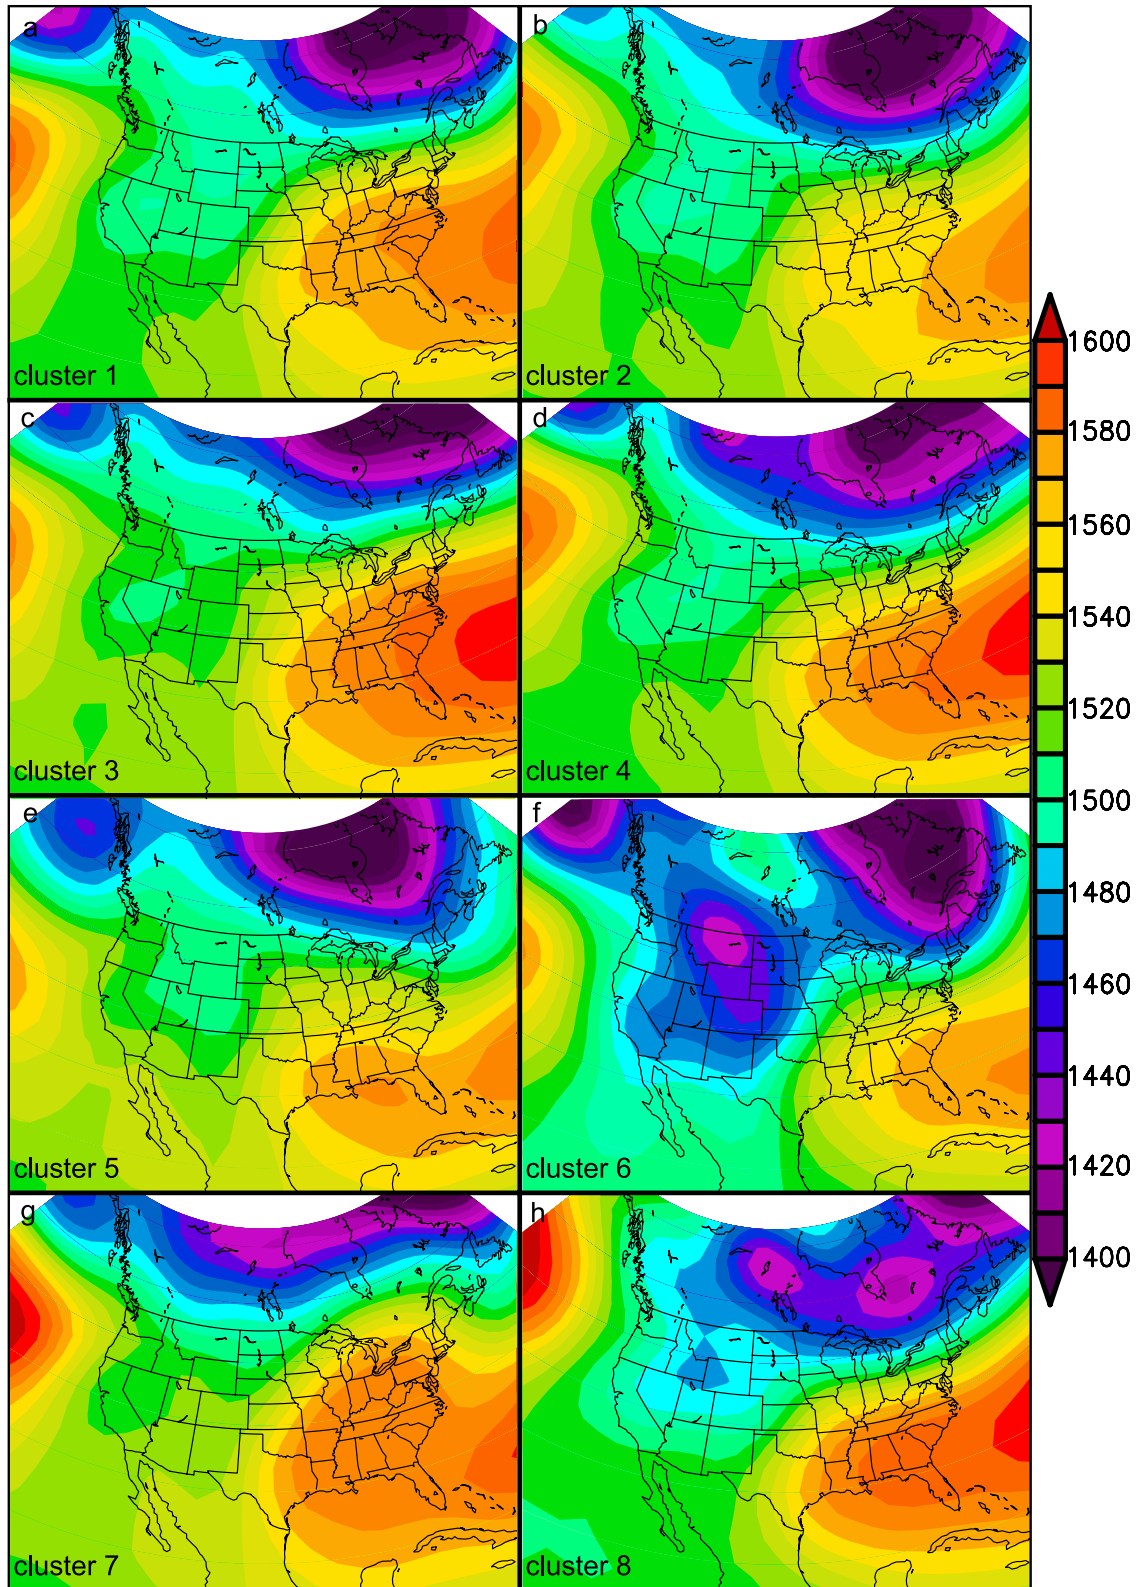 a
b
cluster 1
cluster 2
c
d
cluster 3
cluster 4
e
f
cluster 5
cluster 6
g
h
cluster 7
cluster 8
1600
1580
1560
1540
1520
1500
1480
1460
1440
1420
1400